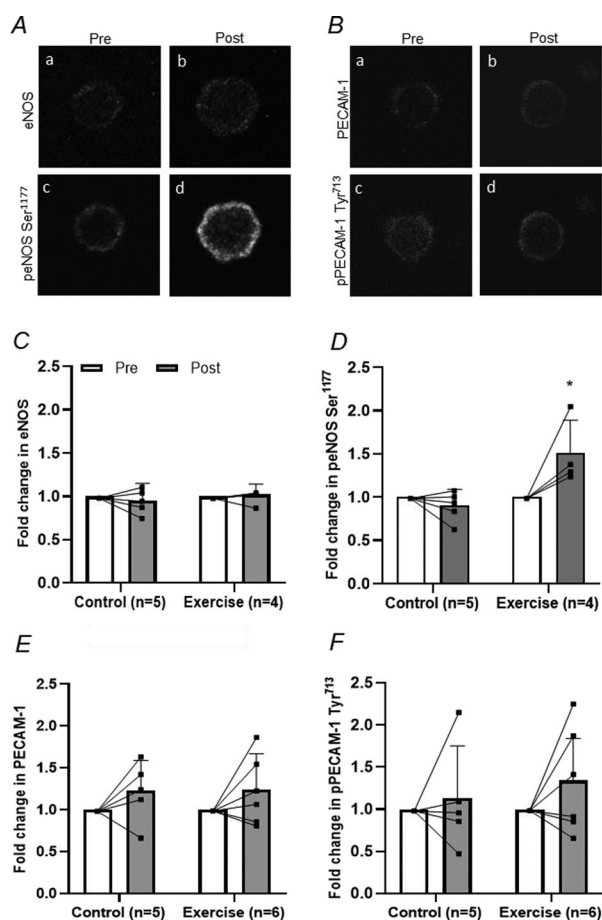 A
Pre Post
eNOS
a b
peNOS Ser1177
c d
B
Pre Post
PECAM-1
a b
pPECAM-1 Tyr713
c d
C
Pre Post
Fold change in eNOS
2.5
2.0
1.5
1.0
0.5
0.0
Control (n=5) Exercise (n=4)
D
Fold change in peNOS Ser1177
2.5
2.0
1.5
1.0
0.5
0.0
*
Control (n=5) Exercise (n=4)
E
Fold change in PECAM-1
2.5
2.0
1.5
1.0
0.5
0.0
Control (n=5) Exercise (n=6)
F
Fold change in pPECAM-1 Tyr713
2.5
2.0
1.5
1.0
0.5
0.0
Control (n=5) Exercise (n=6)